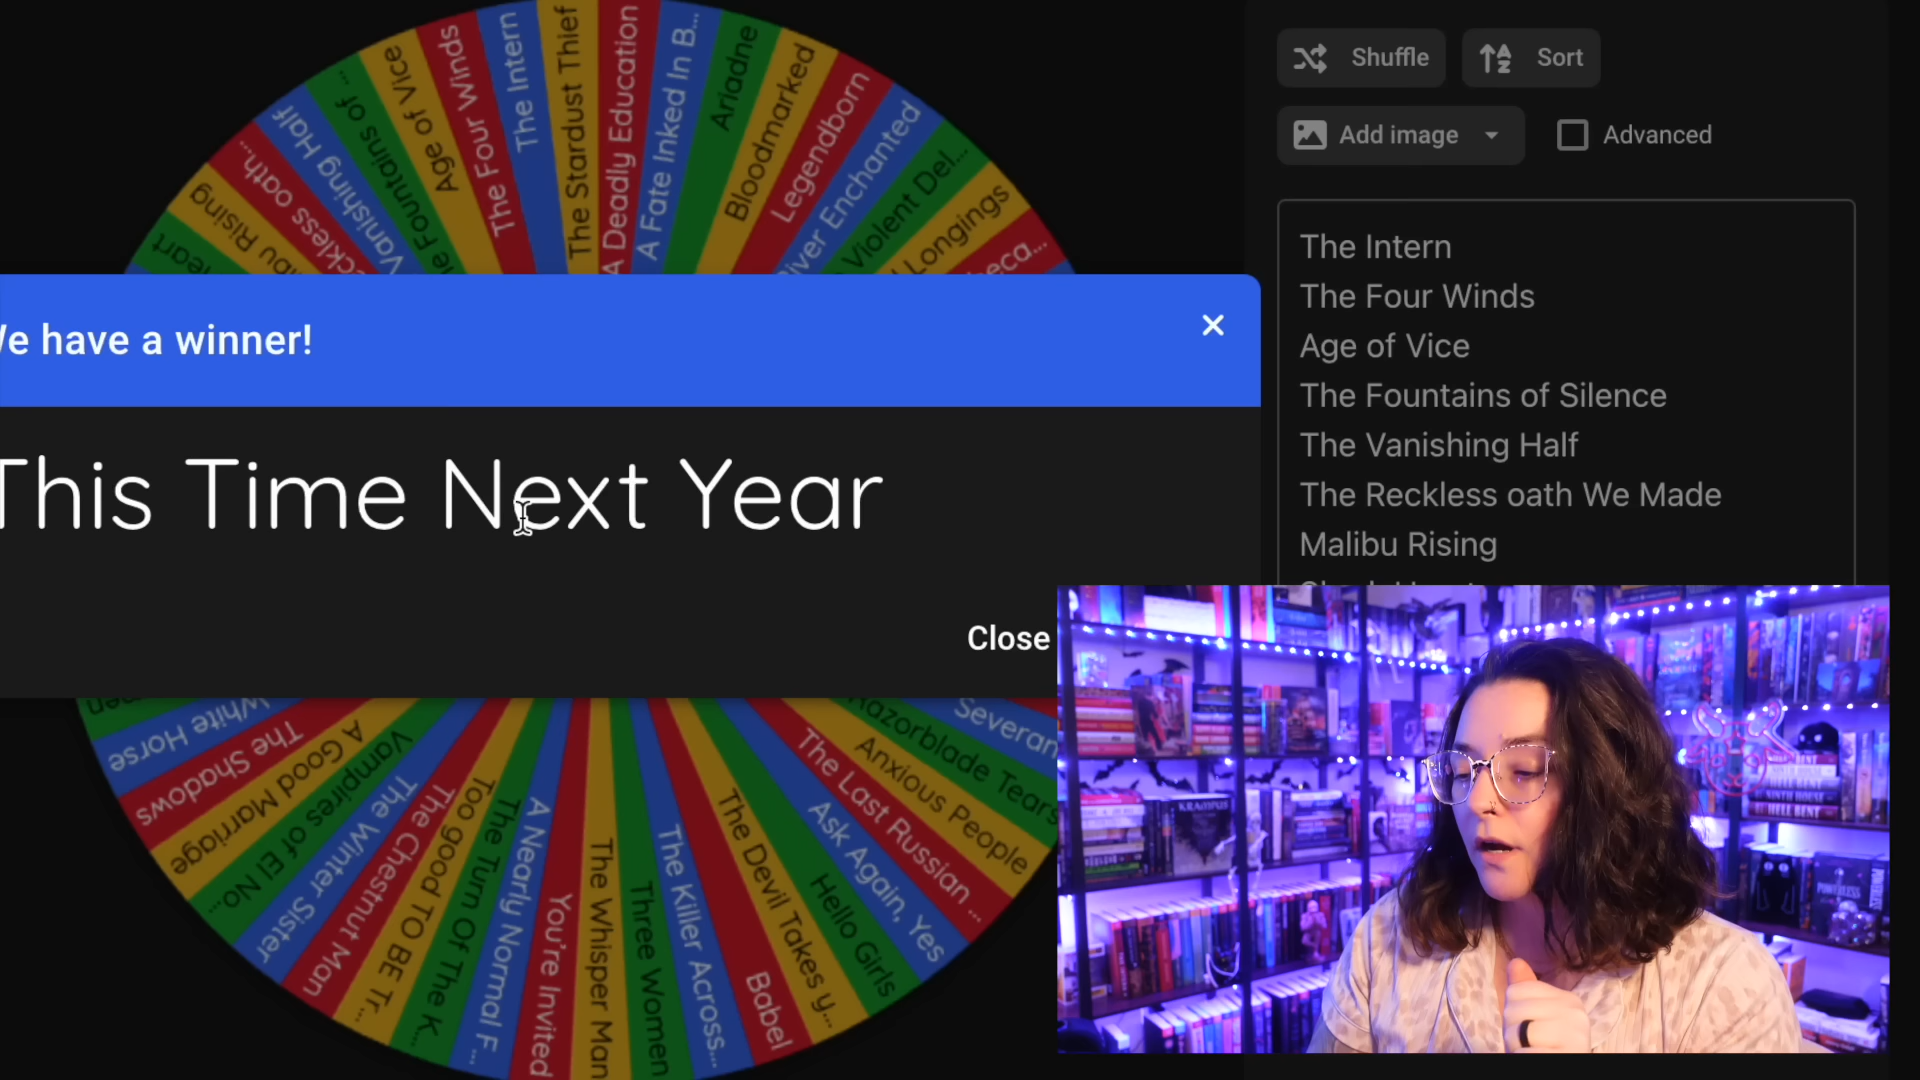 Shuffle
Sort
Add image
Advanced
The Intern
The Four Winds
Age of Vice
The Fountains of Silence
The Vanishing Half
The Reckless oath We Made
Malibu Rising
We have a winner!
This Time Next Year
Close
Vanishing Half
Fountains of ...
Age of Vice
The Four Winds
The Intern
The Stardust Thief
A Deadly Education
A Fate Inked In B...
Ariadne
Bloodmarked
Legendborn
Enchanted
Violent Del...
Longings
Severan
Razorblade Tears
Anxious People
The Last Russian ...
Ask Again, Yes
Hello Girls
The Devil Takes y...
Babel
The Killer Across...
Three Women
The Whisper Man
You're Invited
A Nearly Normal F...
The Turn Of The K...
Too good TO BE Tr...
The Chestnut Man
The Winter Sister
Vampires of El No...
A Good Marriage
The Shadows
White Horse
KRAMPUS